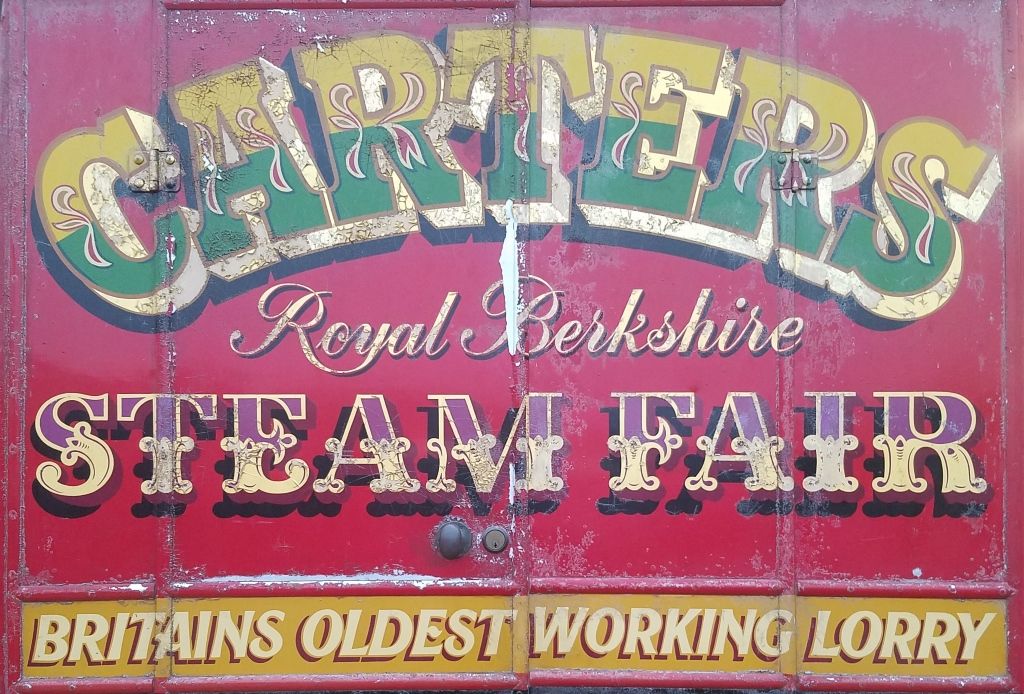 CARTERS
Royal Berkshire
STEAM FAIR
BRITAINS OLDEST WORKING LORRY